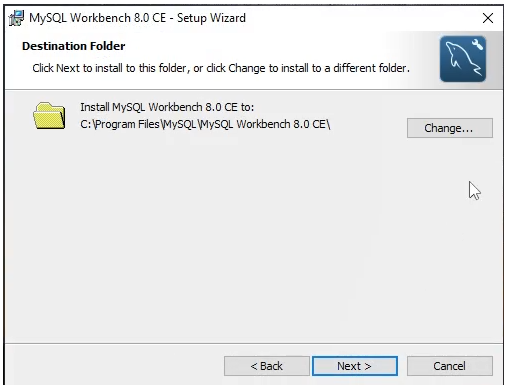 MySQL Workbench 8.0 CE - Setup Wizard
Destination Folder
Click Next to install to this folder, or click Change to install to a different folder.
Install MySQL Workbench 8.0 CE to:
C:\Program Files\MySQL\MySQL Workbench 8.0 CE\
Change...
< Back
Next >
Cancel